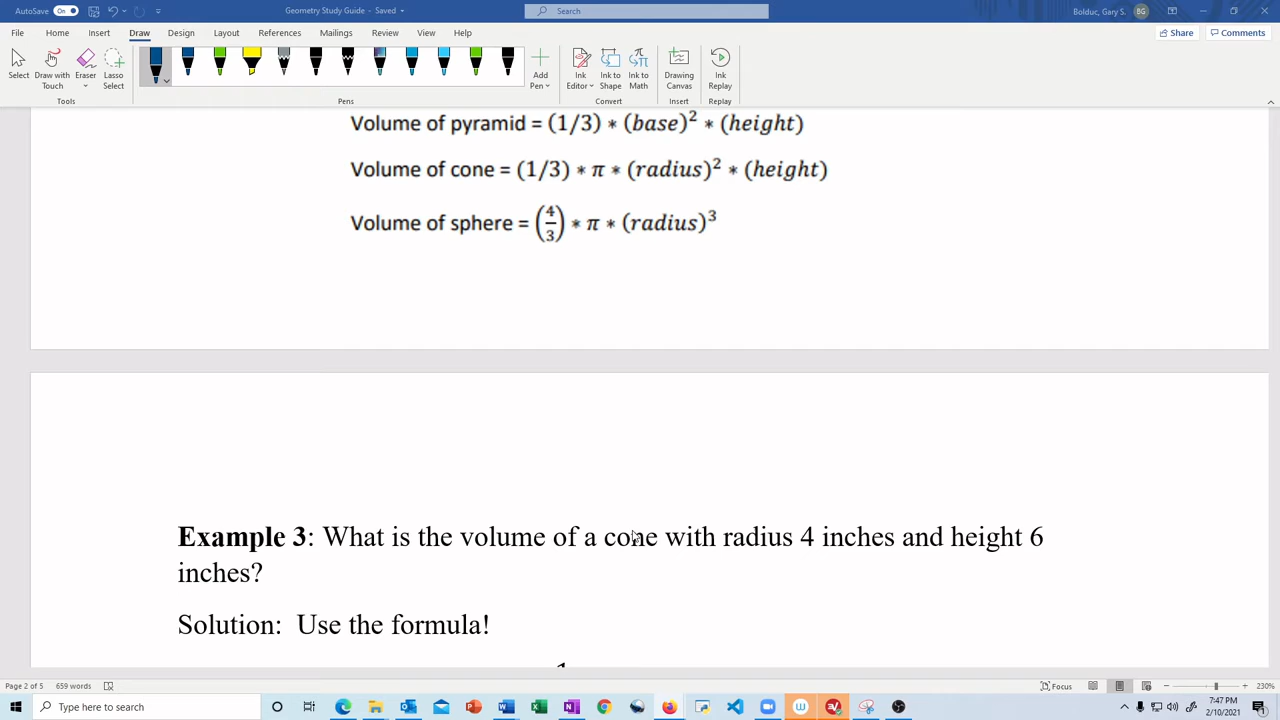 AutoSave On Geometry Study Guide - Saved Search Bolduc, Gary S. BG
File Home Insert Draw Design Layout References Mailings Review View Help Share Comments
Select Draw with Touch Eraser Lasso Select Add Pen Ink Editor Ink to Shape Ink to Math Drawing Canvas Ink Replay
Tools Pens Convert Insert Replay
Volume of pyramid = (1/3) ∗ (base)² ∗ (height)
Volume of cone = (1/3) ∗ π ∗ (radius)² ∗ (height)
Volume of sphere = (4/3) ∗ π ∗ (radius)³
Example 3: What is the volume of a cone with radius 4 inches and height 6
inches?
Solution: Use the formula!
1
Page 2 of 5 659 words Focus 230%
Type here to search 7:47 PM
2/10/2021